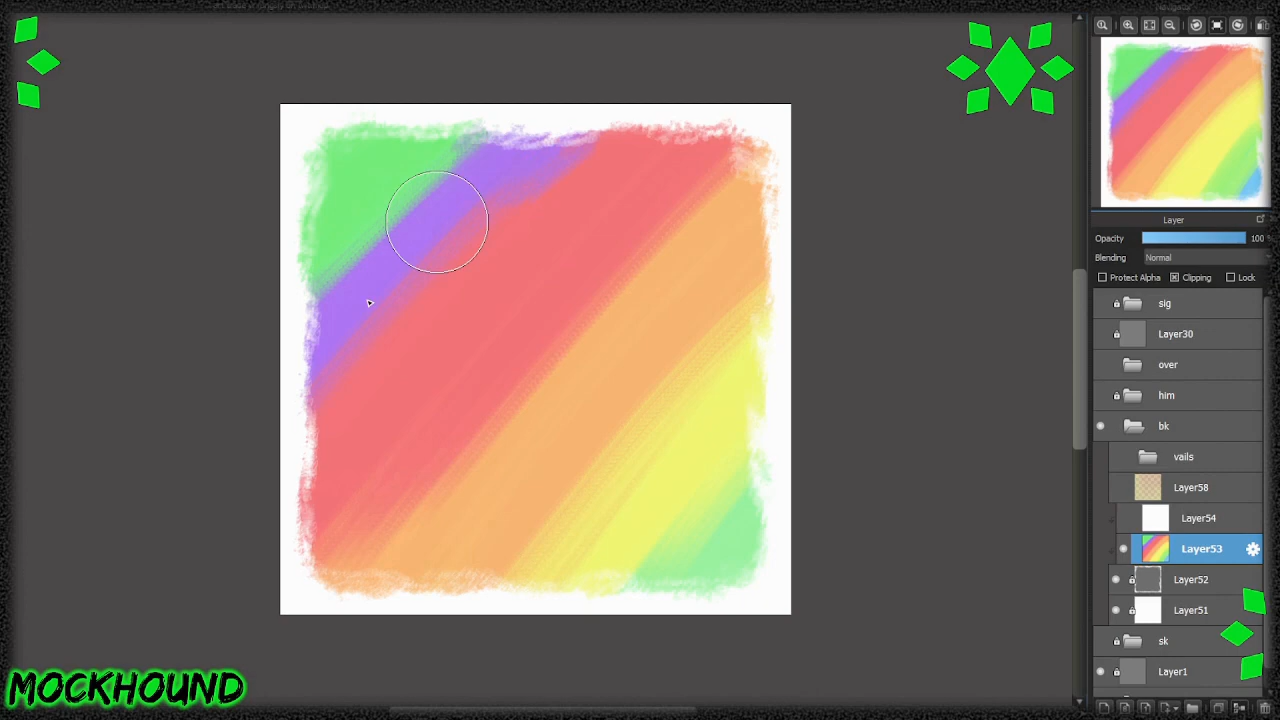 Layer
Opacity 100
Blending Normal
Protect Alpha Clipping Lock
sig
Layer30
over
him
bk
vails
Layer58
Layer54
Layer53
Layer52
Layer51
sk
Layer1
MOCKHOUND